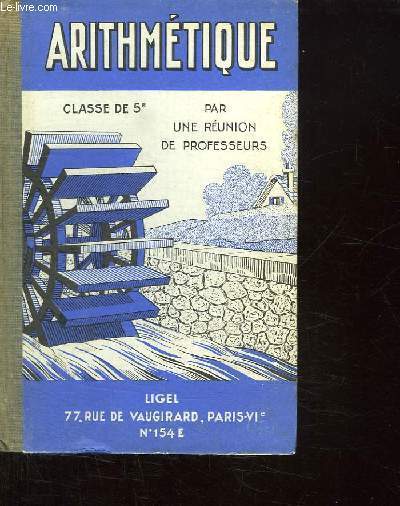 Le-livre.com
ARITHMÉTIQUE
CLASSE DE 5e
PAR
UNE RÉUNION
DE PROFESSEURS
LIGEL
77, RUE DE VAUGIRARD, PARIS-VIe
N° 154 E